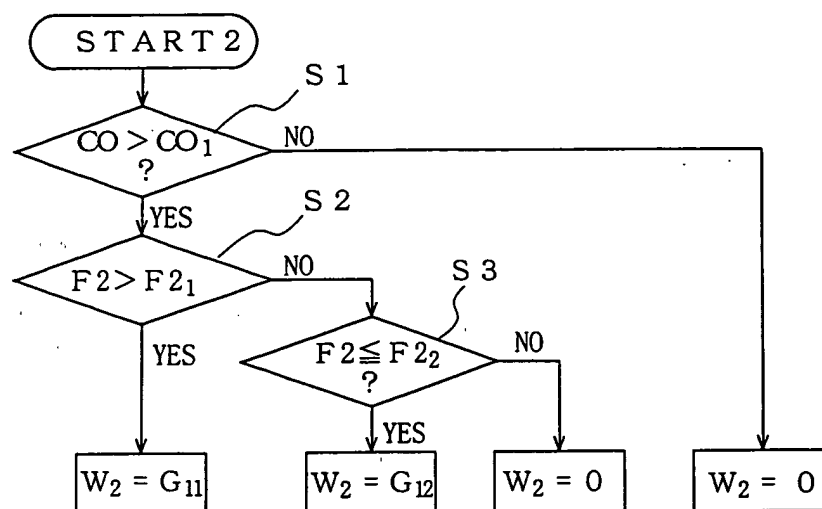 START2
S1
CO > CO₁
?
NO
YES
S2
F2 > F2₁
NO
S3
YES
F2 ≦ F2₂
?
NO
YES
W₂ = G₁₁
W₂ = G₁₂
W₂ = 0
W₂ = 0